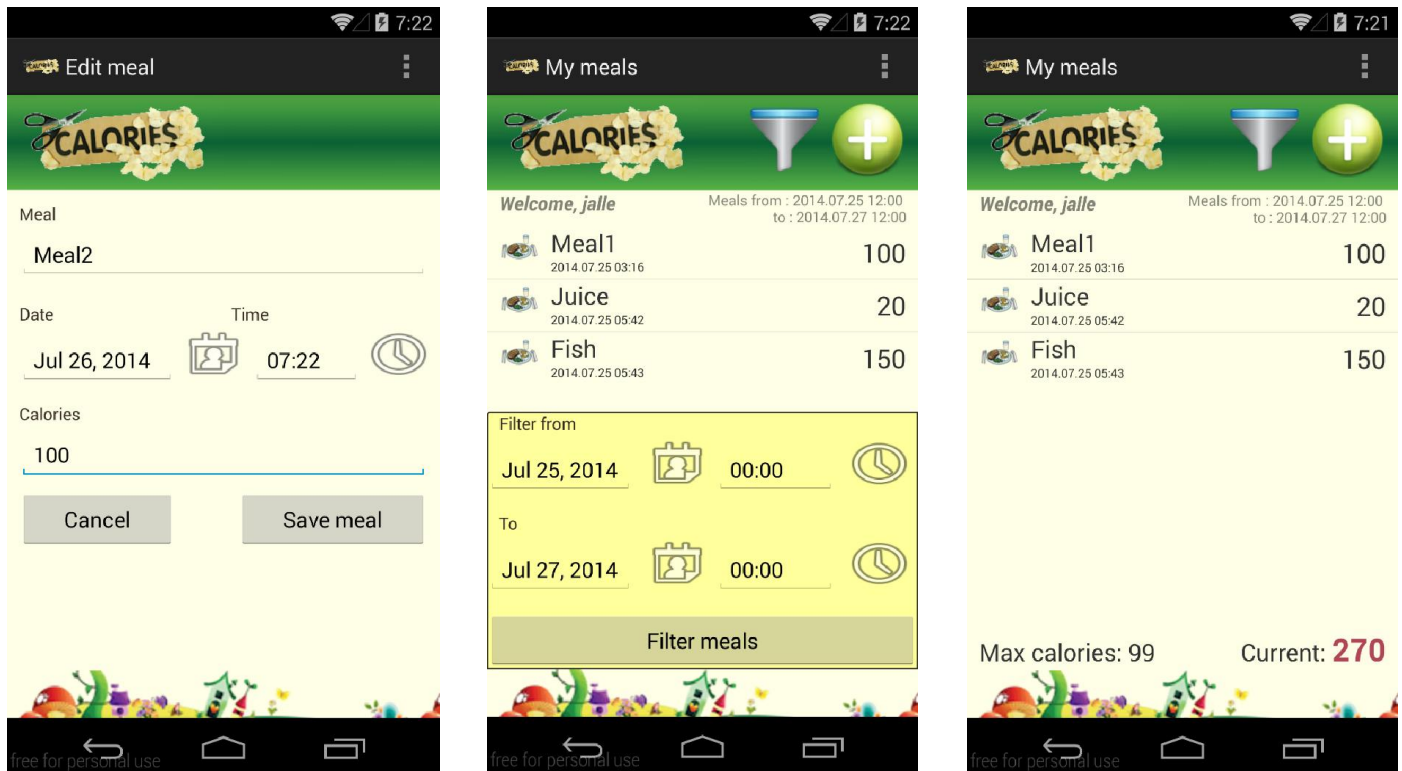 7:22
Edit meal
CALORIES
Meal
Meal2
Date Time
Jul 26, 2014 07:22
Calories
100
Cancel Save meal
free for personal use
7:22
My meals
CALORIES
Welcome, jalle Meals from : 2014.07.25 12:00
to : 2014.07.27 12:00
Meal1 100
2014.07.25 03:16
Juice 20
2014.07.25 05:42
Fish 150
2014.07.25 05:43
Filter from
Jul 25, 2014 00:00
To
Jul 27, 2014 00:00
Filter meals
free for personal use
7:21
My meals
CALORIES
Welcome, jalle Meals from : 2014.07.25 12:00
to : 2014.07.27 12:00
Meal1 100
2014.07.25 03:16
Juice 20
2014.07.25 05:42
Fish 150
2014.07.25 05:43
Max calories: 99 Current: 270
free for personal use